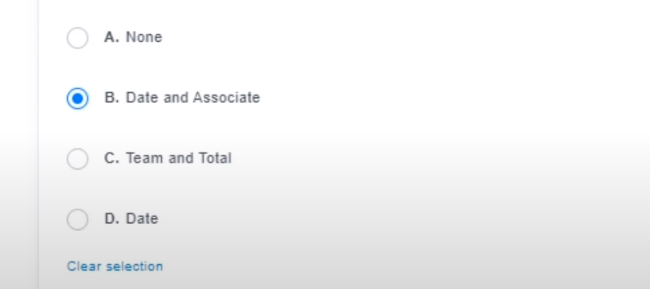 A. None
B. Date and Associate
C. Team and Total
D. Date
Clear selection